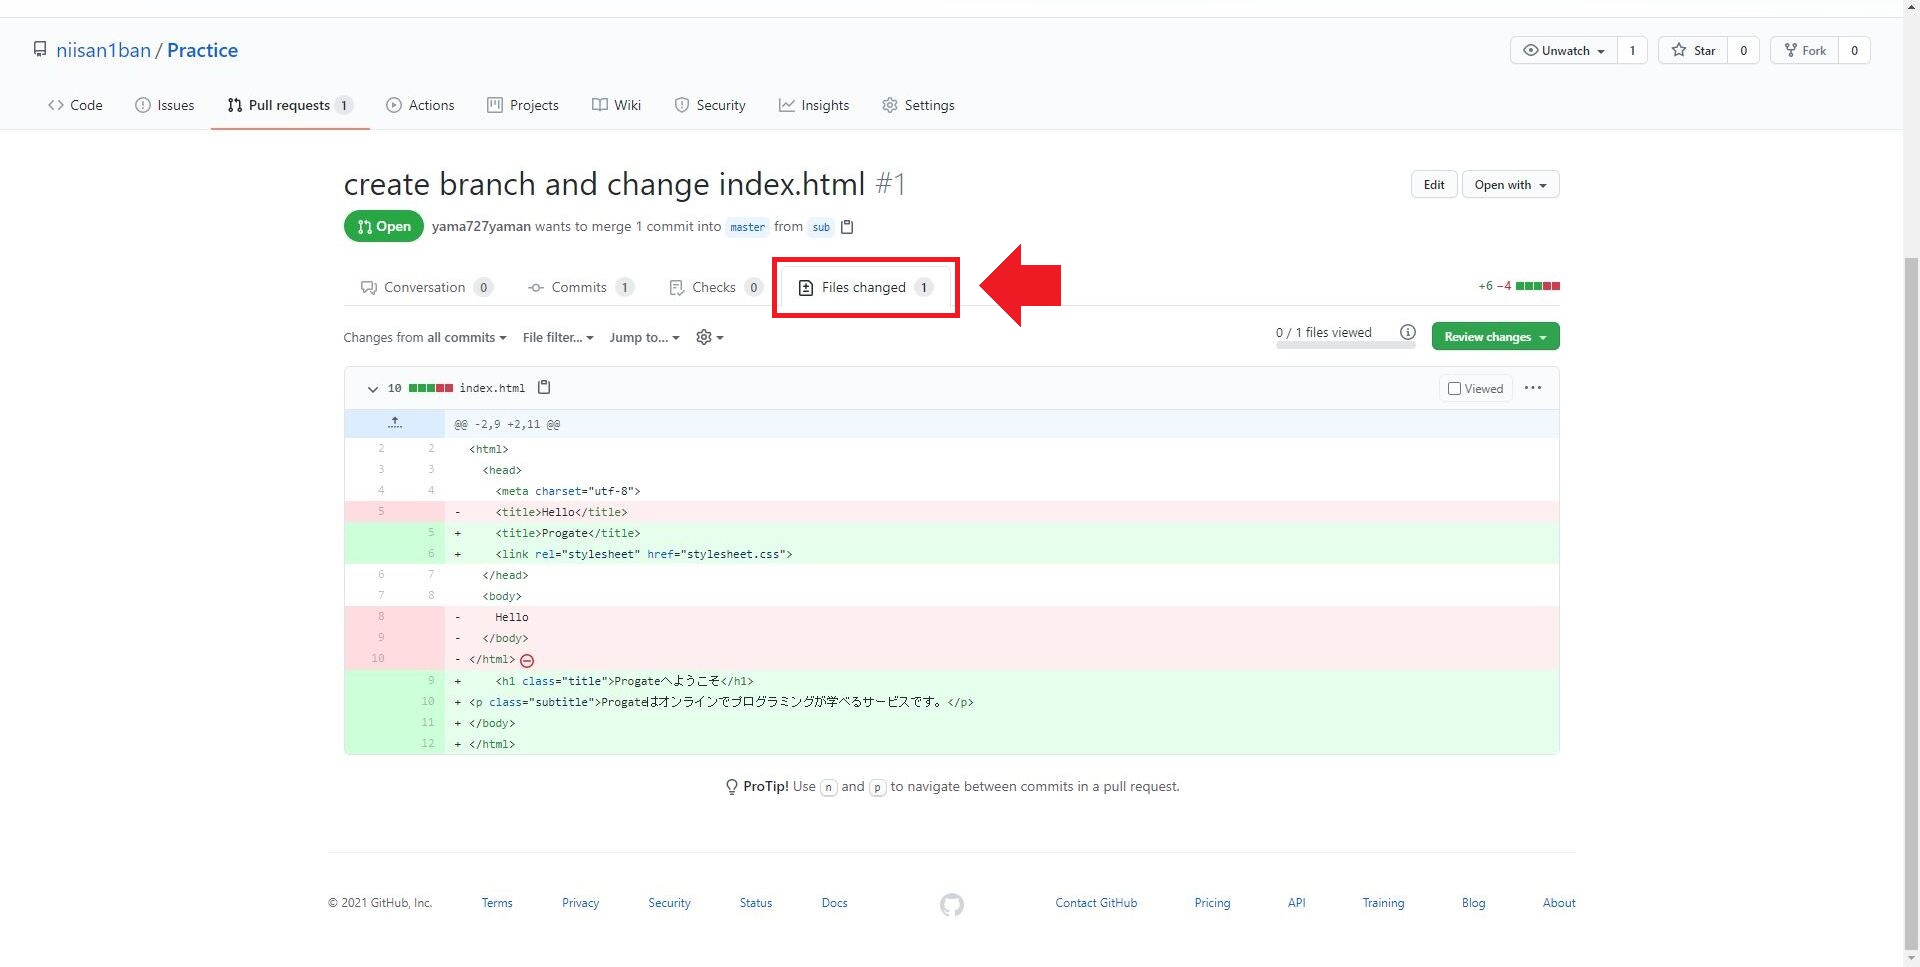 niisan1ban / Practice
Unwatch 1 Star 0 Fork 0
Code Issues Pull requests 1 Actions Projects Wiki Security Insights Settings
create branch and change index.html #1
Edit Open with
Open yama727yaman wants to merge 1 commit into master from sub
Conversation 0 Commits 1 Checks 0 Files changed 1 +6 −4
Changes from all commits File filter... Jump to... 0 / 1 files viewed Review changes
10 index.html Viewed
@@ -2,9 +2,11 @@
2 2 <html>
3 3 <head>
4 4 <meta charset="utf-8">
5 - <title>Hello</title>
5 + <title>Progate</title>
6 + <link rel="stylesheet" href="stylesheet.css">
6 7 </head>
7 8 <body>
8 - Hello
9 - </body>
10 - </html>
9 + <h1 class="title">Progateへようこそ</h1>
10 + <p class="subtitle">Progateはオンラインでプログラミングが学べるサービスです。</p>
11 + </body>
12 + </html>
ProTip! Use n and p to navigate between commits in a pull request.
© 2021 GitHub, Inc. Terms Privacy Security Status Docs Contact GitHub Pricing API Training Blog About